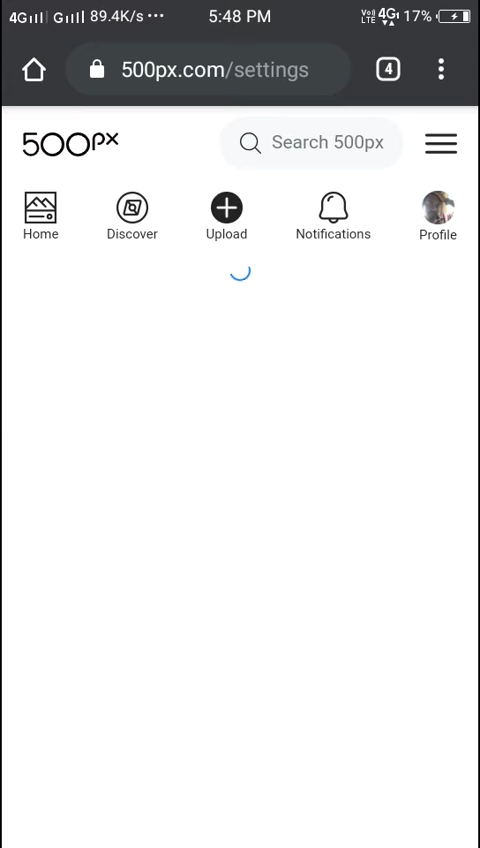 4G G 89.4K/s ... 5:48 PM VoLTE 4G 17%
500px.com/settings 4
500px Search 500px
Home Discover Upload Notifications Profile